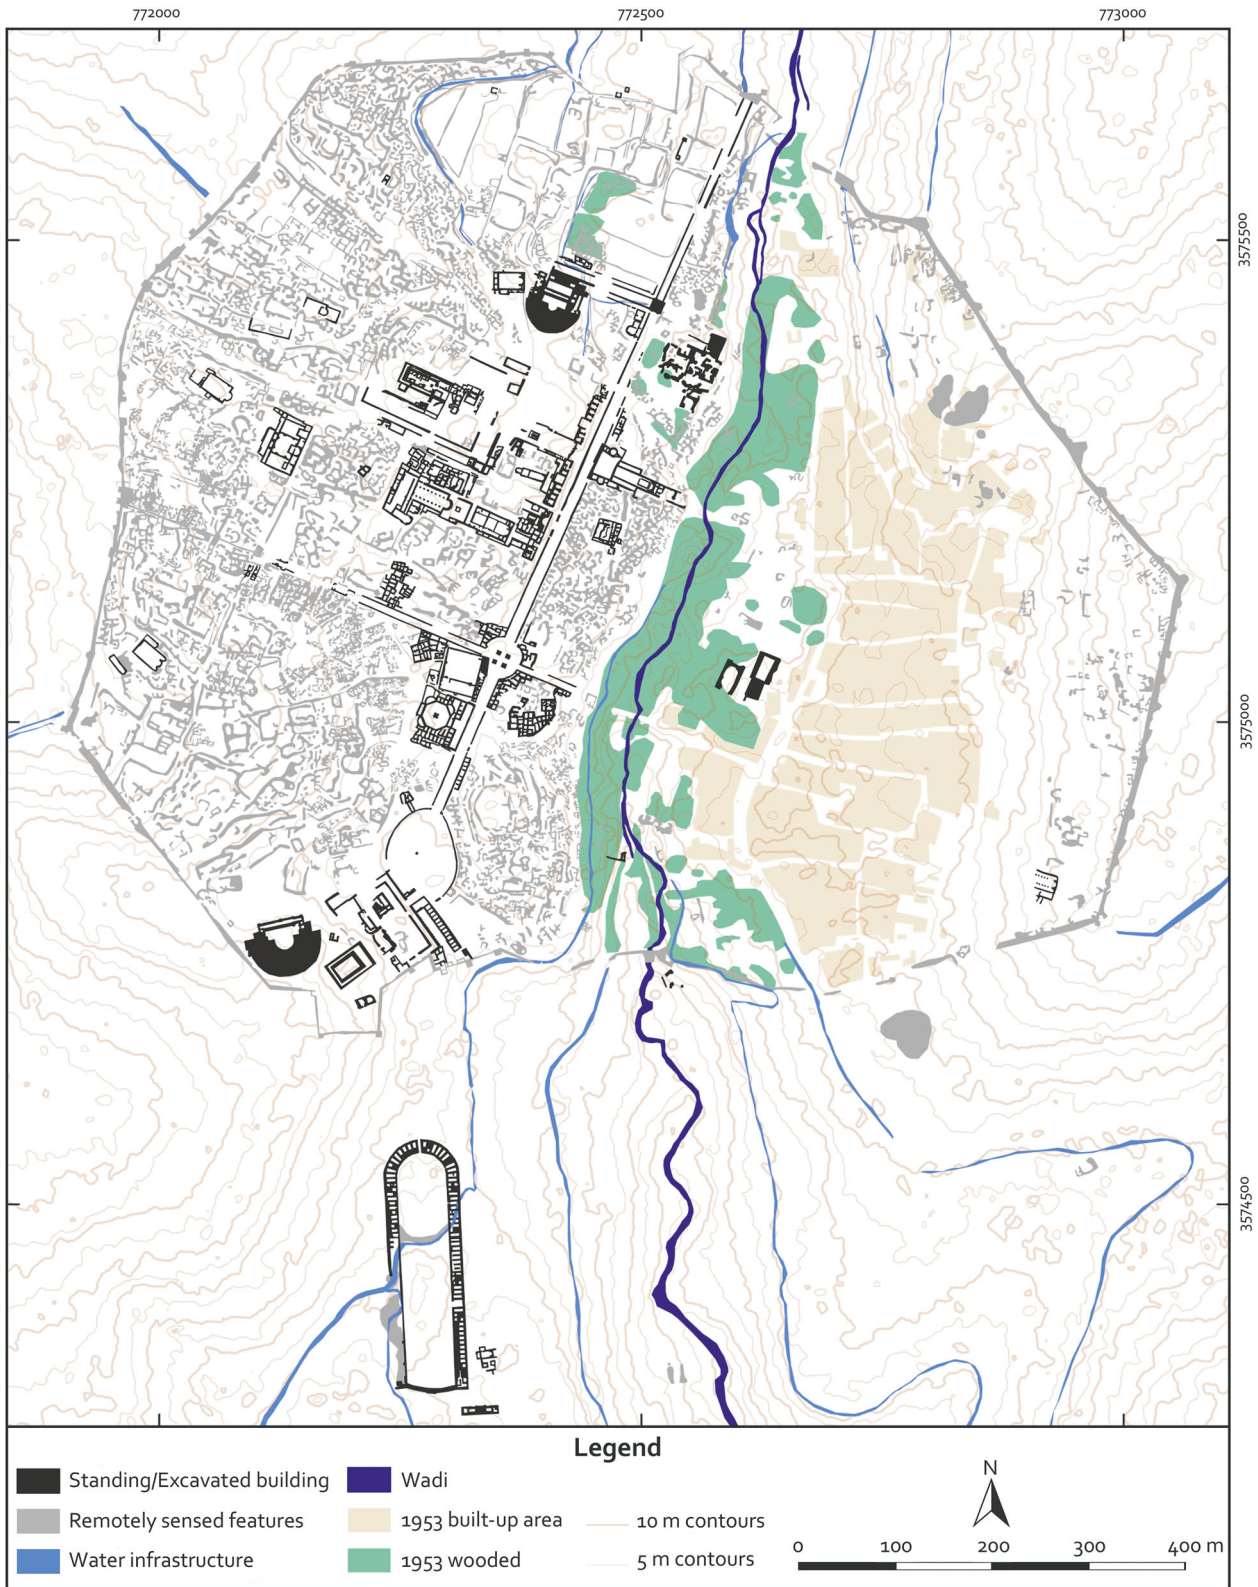 772000 772500 773000
3575500
3575000
3574500
Legend
Standing/Excavated building
Remotely sensed features
Water infrastructure
Wadi
1953 built-up area
1953 wooded
10 m contours
5 m contours
N
0 100 200 300 400 m